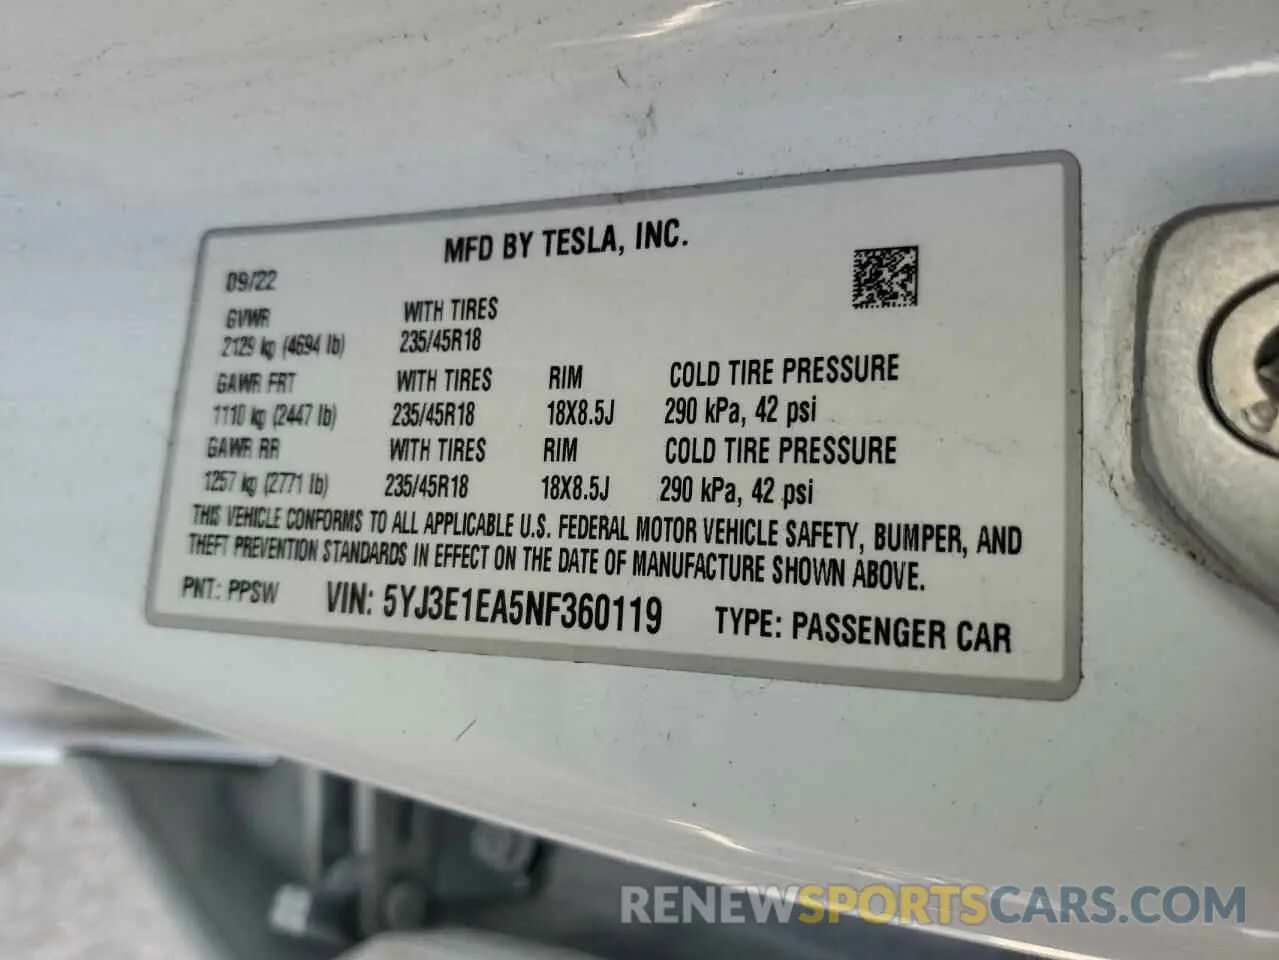 MFD BY TESLA, INC.
09/22
GVWR WITH TIRES
2129 kg (4694 lb) 235/45R18
GAWR FRT WITH TIRES RIM COLD TIRE PRESSURE
1110 kg (2447 lb) 235/45R18 18X8.5J 290 kPa, 42 psi
GAWR RR WITH TIRES RIM COLD TIRE PRESSURE
1257 kg (2771 lb) 235/45R18 18X8.5J 290 kPa, 42 psi
THIS VEHICLE CONFORMS TO ALL APPLICABLE U.S. FEDERAL MOTOR VEHICLE SAFETY, BUMPER, AND
THEFT PREVENTION STANDARDS IN EFFECT ON THE DATE OF MANUFACTURE SHOWN ABOVE.
PNT: PPSW VIN: 5YJ3E1EA5NF360119 TYPE: PASSENGER CAR
RENEWSPORTSCARS.COM